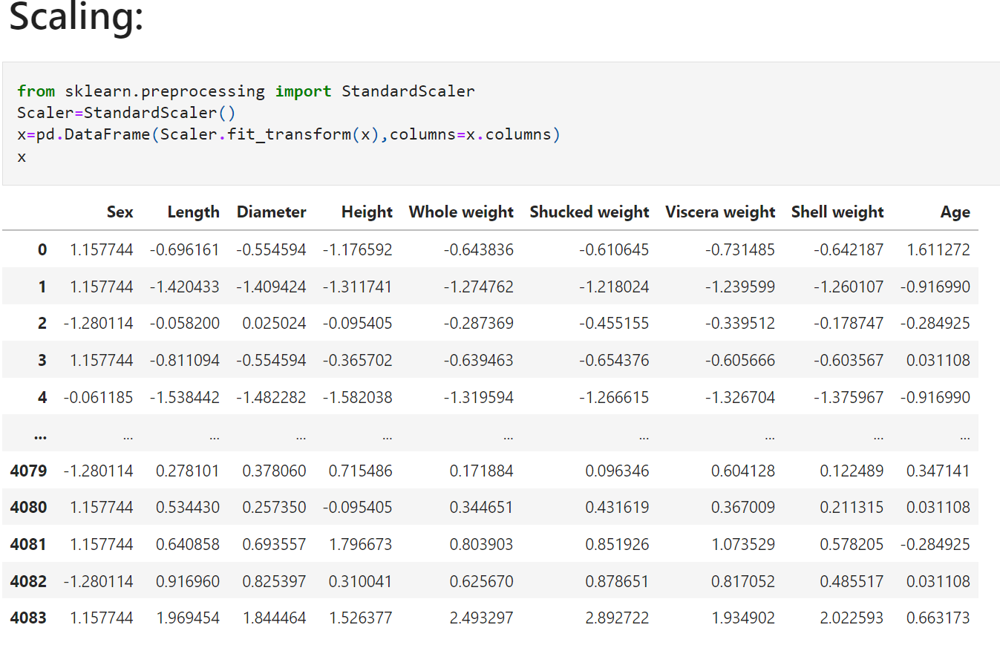 Scaling:
from sklearn.preprocessing import StandardScaler
Scaler=StandardScaler()
x=pd.DataFrame(Scaler.fit_transform(x),columns=x.columns)
x
Sex Length Diameter Height Whole weight Shucked weight Viscera weight Shell weight Age
0 1.157744 -0.696161 -0.554594 -1.176592 -0.643836 -0.610645 -0.731485 -0.642187 1.611272
1 1.157744 -1.420433 -1.409424 -1.311741 -1.274762 -1.218024 -1.239599 -1.260107 -0.916990
2 -1.280114 -0.058200 0.025024 -0.095405 -0.287369 -0.455155 -0.339512 -0.178747 -0.284925
3 1.157744 -0.811094 -0.554594 -0.365702 -0.639463 -0.654376 -0.605666 -0.603567 0.031108
4 -0.061185 -1.538442 -1.482282 -1.582038 -1.319594 -1.266615 -1.326704 -1.375967 -0.916990
... ... ... ... ... ... ... ... ... ...
4079 -1.280114 0.278101 0.378060 0.715486 0.171884 0.096346 0.604128 0.122489 0.347141
4080 1.157744 0.534430 0.257350 -0.095405 0.344651 0.431619 0.367009 0.211315 0.031108
4081 1.157744 0.640858 0.693557 1.796673 0.803903 0.851926 1.073529 0.578205 -0.284925
4082 -1.280114 0.916960 0.825397 0.310041 0.625670 0.878651 0.817052 0.485517 0.031108
4083 1.157744 1.969454 1.844464 1.526377 2.493297 2.892722 1.934902 2.022593 0.663173